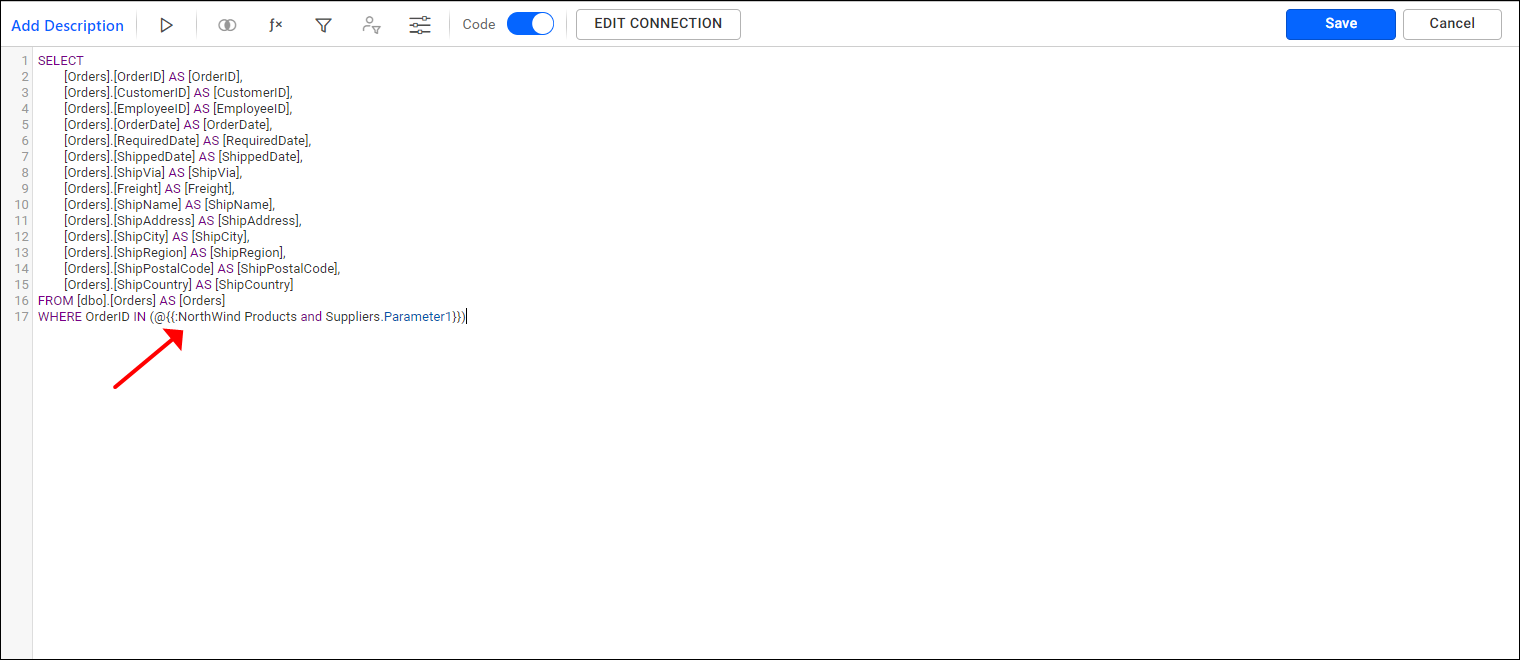 Add Description ƒx Code EDIT CONNECTION Save Cancel
1 SELECT
2 [Orders].[OrderID] AS [OrderID],
3 [Orders].[CustomerID] AS [CustomerID],
4 [Orders].[EmployeeID] AS [EmployeeID],
5 [Orders].[OrderDate] AS [OrderDate],
6 [Orders].[RequiredDate] AS [RequiredDate],
7 [Orders].[ShippedDate] AS [ShippedDate],
8 [Orders].[ShipVia] AS [ShipVia],
9 [Orders].[Freight] AS [Freight],
10 [Orders].[ShipName] AS [ShipName],
11 [Orders].[ShipAddress] AS [ShipAddress],
12 [Orders].[ShipCity] AS [ShipCity],
13 [Orders].[ShipRegion] AS [ShipRegion],
14 [Orders].[ShipPostalCode] AS [ShipPostalCode],
15 [Orders].[ShipCountry] AS [ShipCountry]
16 FROM [dbo].[Orders] AS [Orders]
17 WHERE OrderID IN (@{{:NorthWind Products and Suppliers.Parameter1}})